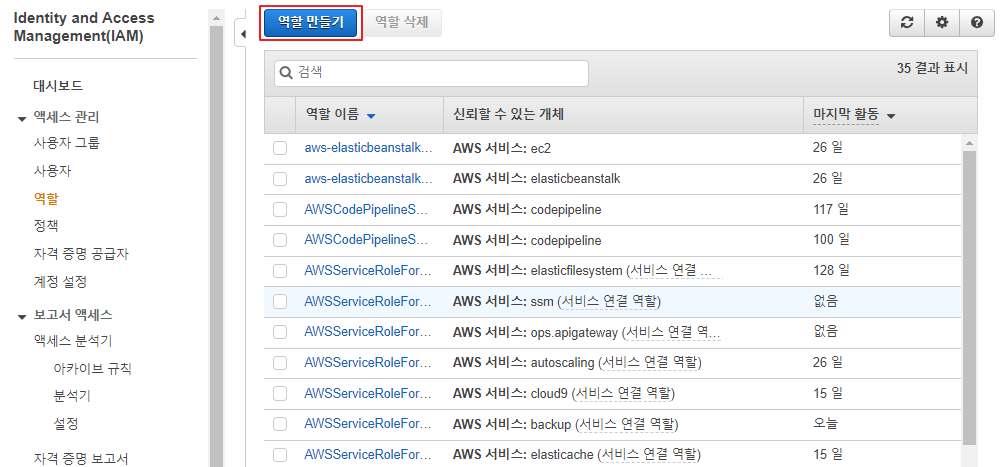 Identity and Access
Management(IAM)
대시보드
액세스 관리
사용자 그룹
사용자
역할
정책
자격 증명 공급자
계정 설정
보고서 액세스
액세스 분석기
아카이브 규칙
분석기
설정
자격 증명 보고서
역할 만들기 역할 삭제
검색 35 결과 표시
역할 이름 신뢰할 수 있는 개체 마지막 활동
aws-elasticbeanstalk... AWS 서비스: ec2 26 일
aws-elasticbeanstalk... AWS 서비스: elasticbeanstalk 26 일
AWSCodePipelineS... AWS 서비스: codepipeline 117 일
AWSCodePipelineS... AWS 서비스: codepipeline 100 일
AWSServiceRoleFor... AWS 서비스: elasticfilesystem (서비스 연결 ... 128 일
AWSServiceRoleFor... AWS 서비스: ssm (서비스 연결 역할) 없음
AWSServiceRoleFor... AWS 서비스: ops.apigateway (서비스 연결 역... 없음
AWSServiceRoleFor... AWS 서비스: autoscaling (서비스 연결 역할) 26 일
AWSServiceRoleFor... AWS 서비스: cloud9 (서비스 연결 역할) 15 일
AWSServiceRoleFor... AWS 서비스: backup (서비스 연결 역할) 오늘
AWSServiceRoleFor... AWS 서비스: elasticache (서비스 연결 역할) 15 일